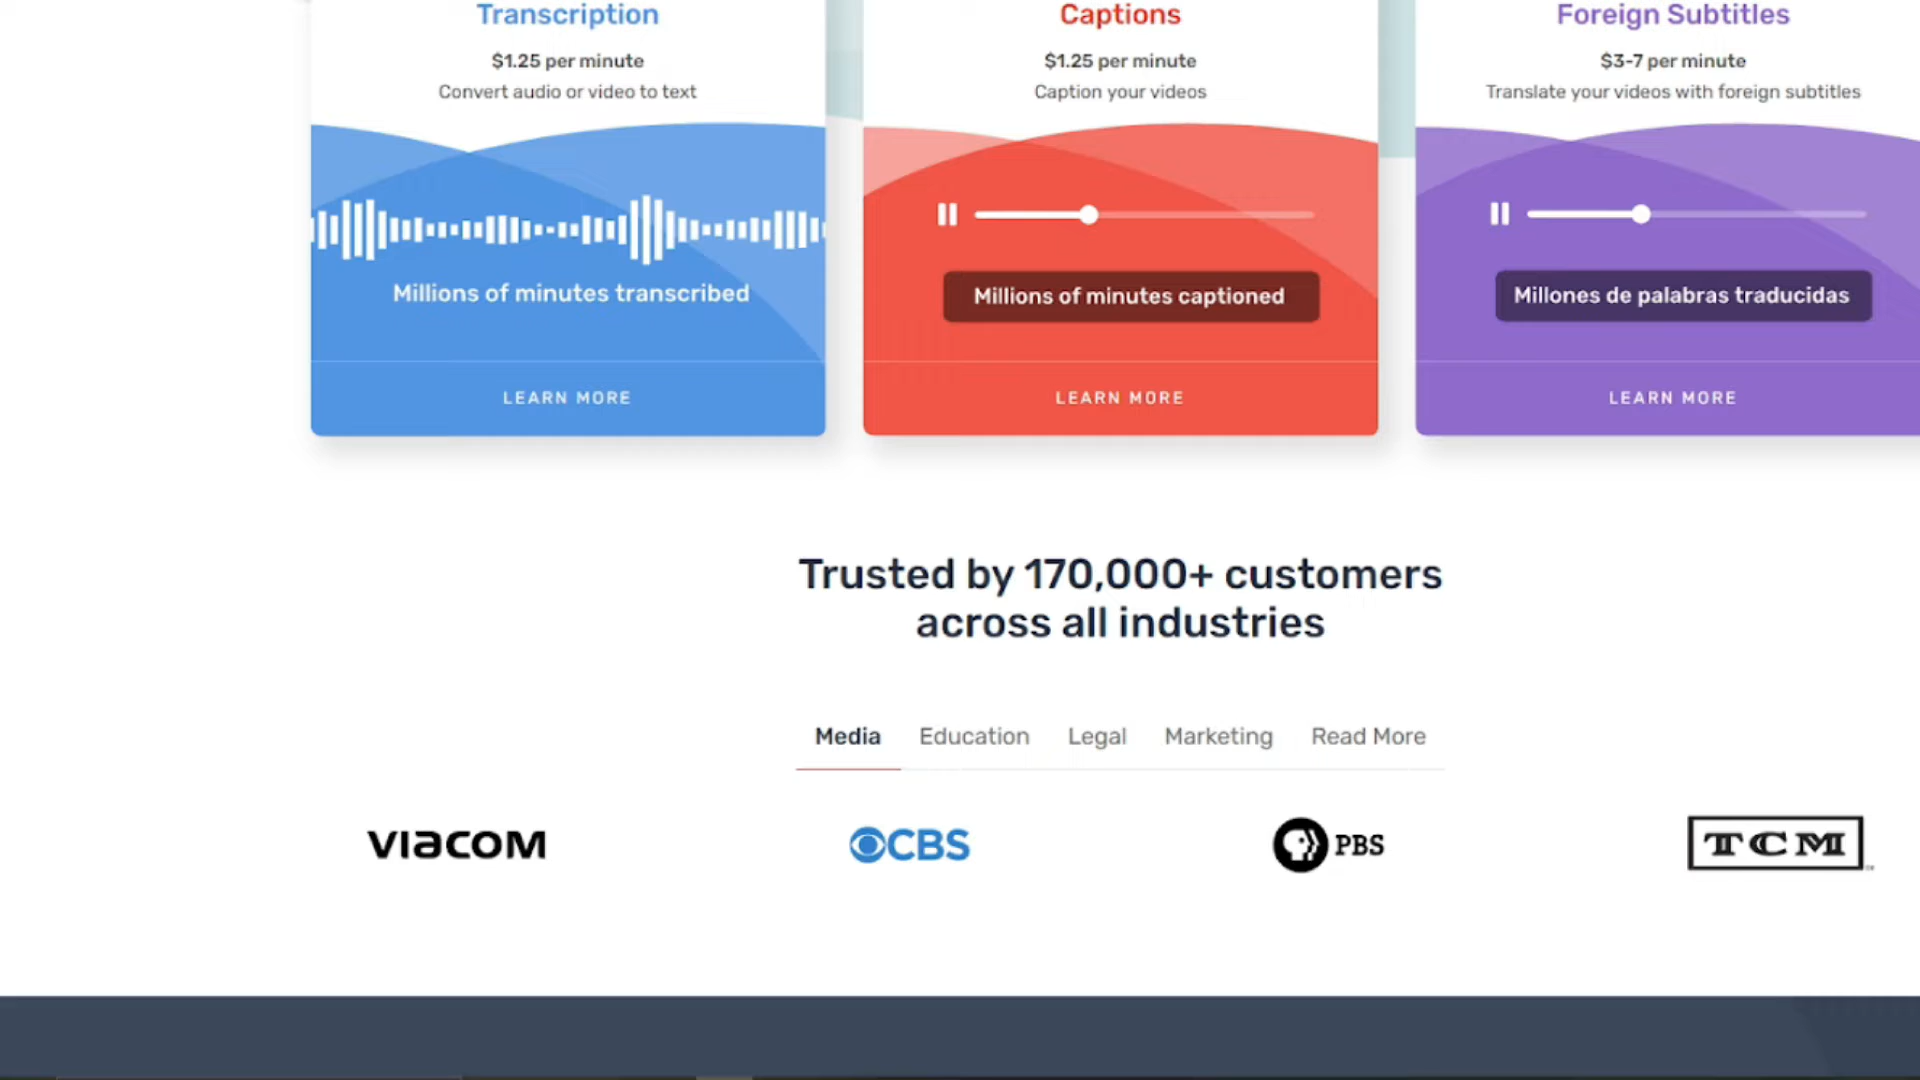 Transcription
$1.25 per minute
Convert audio or video to text
Millions of minutes transcribed
LEARN MORE
Captions
$1.25 per minute
Caption your videos
Millions of minutes captioned
LEARN MORE
Foreign Subtitles
$3-7 per minute
Translate your videos with foreign subtitles
Millones de palabras traducidas
LEARN MORE
Trusted by 170,000+ customers
across all industries
Media Education Legal Marketing Read More
VIACOM CBS PBS TCM